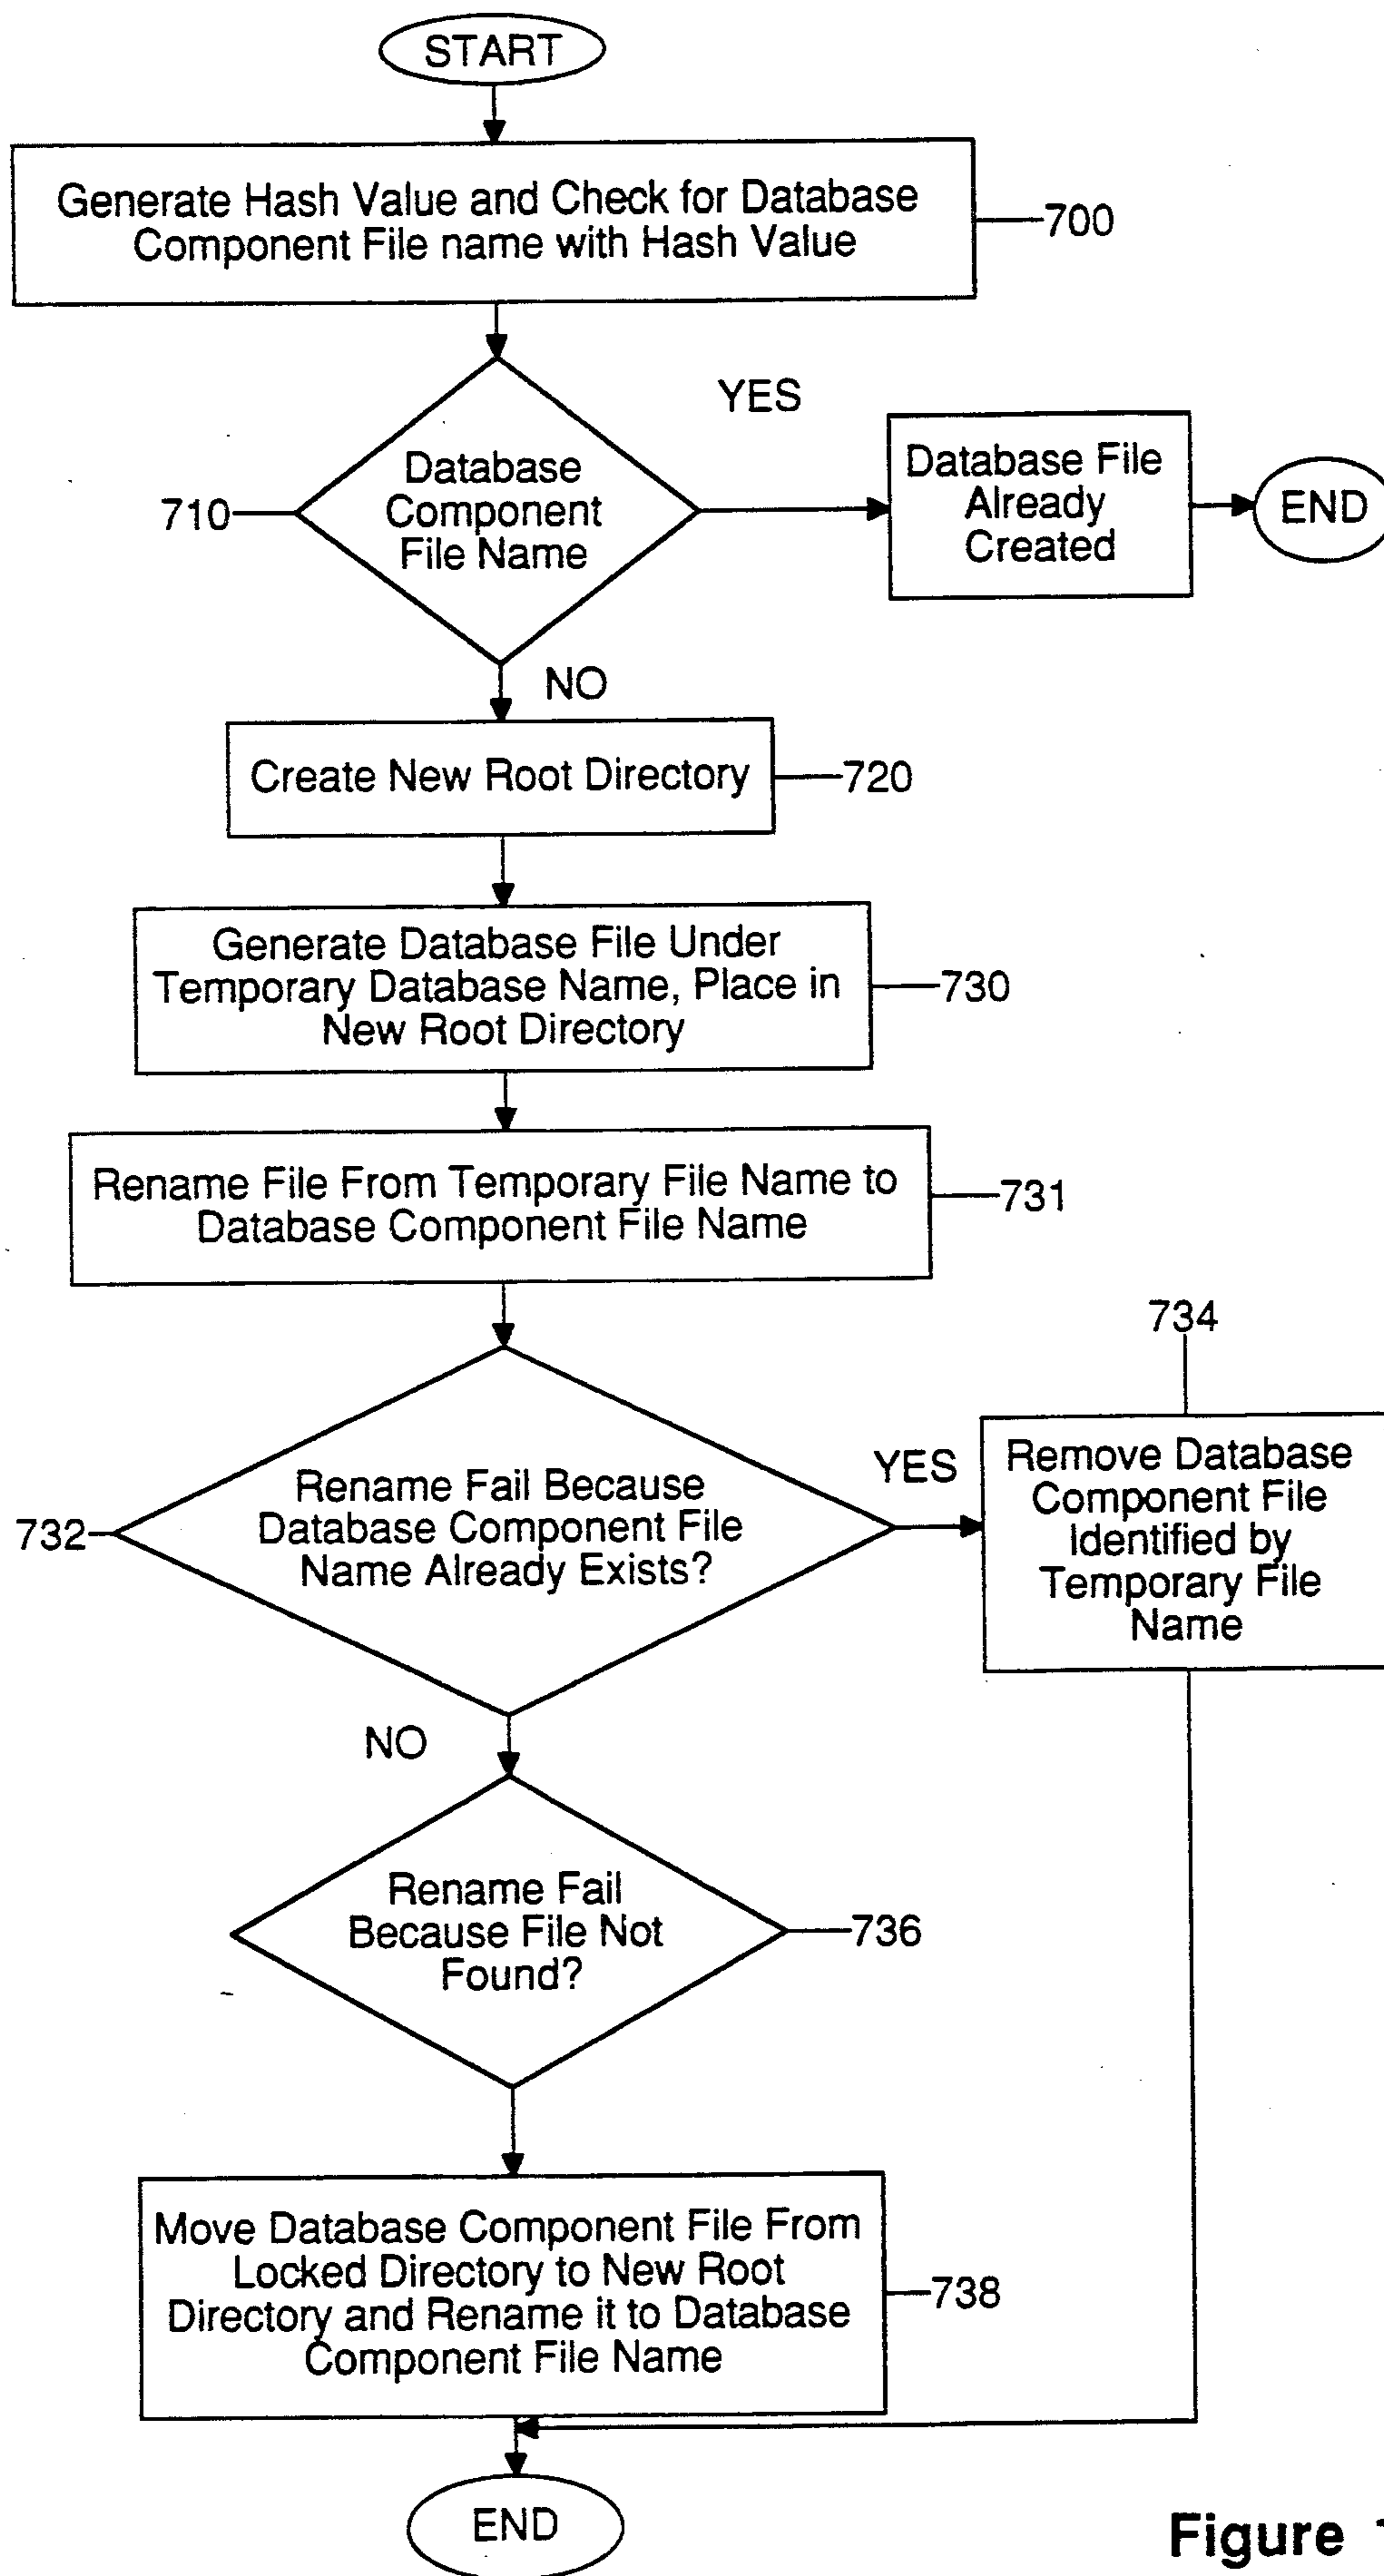 START
Generate Hash Value and Check for Database
Component File name with Hash Value
700
YES
Database
Component
File Name
710
Database File
Already
Created
END
NO
Create New Root Directory
720
Generate Database File Under
Temporary Database Name, Place in
New Root Directory
730
Rename File From Temporary File Name to
Database Component File Name
731
734
Rename Fail Because
Database Component File
Name Already Exists?
732
YES
Remove Database
Component File
Identified by
Temporary File
Name
NO
Rename Fail
Because File Not
Found?
736
Move Database Component File From
Locked Directory to New Root
Directory and Rename it to Database
Component File Name
738
END
Figure